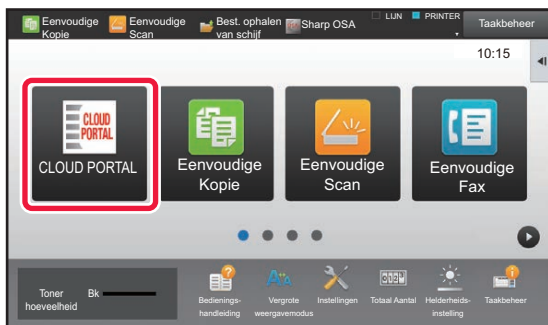 Eenvoudige
Kopie
Eenvoudige
Scan
Best. ophalen
van schijf
Sharp OSA
LIJN
PRINTER
Taakbeheer
10:15
CLOUD
PORTAL
CLOUD PORTAL
Eenvoudige
Kopie
Eenvoudige
Scan
Eenvoudige
Fax
Toner
hoeveelheid
Bk
Bedienings-
handleiding
Vergrote
weergavemodus
Instellingen
Totaal Aantal
Helderheids-
instelling
Taakbeheer